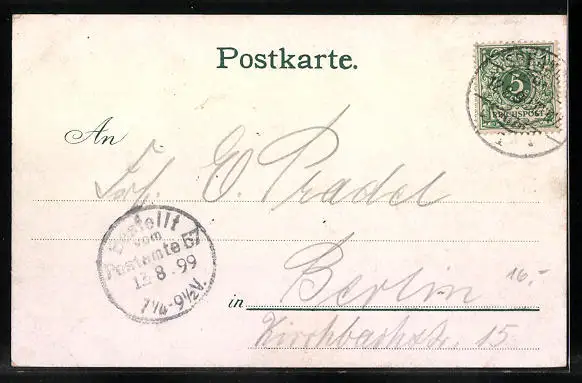 Postkarte.
5
REICHSPOST
An
Frl. E. Pradel
Bestellt
vom
Postamte 57
13 8. 99
7¼-9½V.
in Berlin
16.-
Kirchbachstr. 15